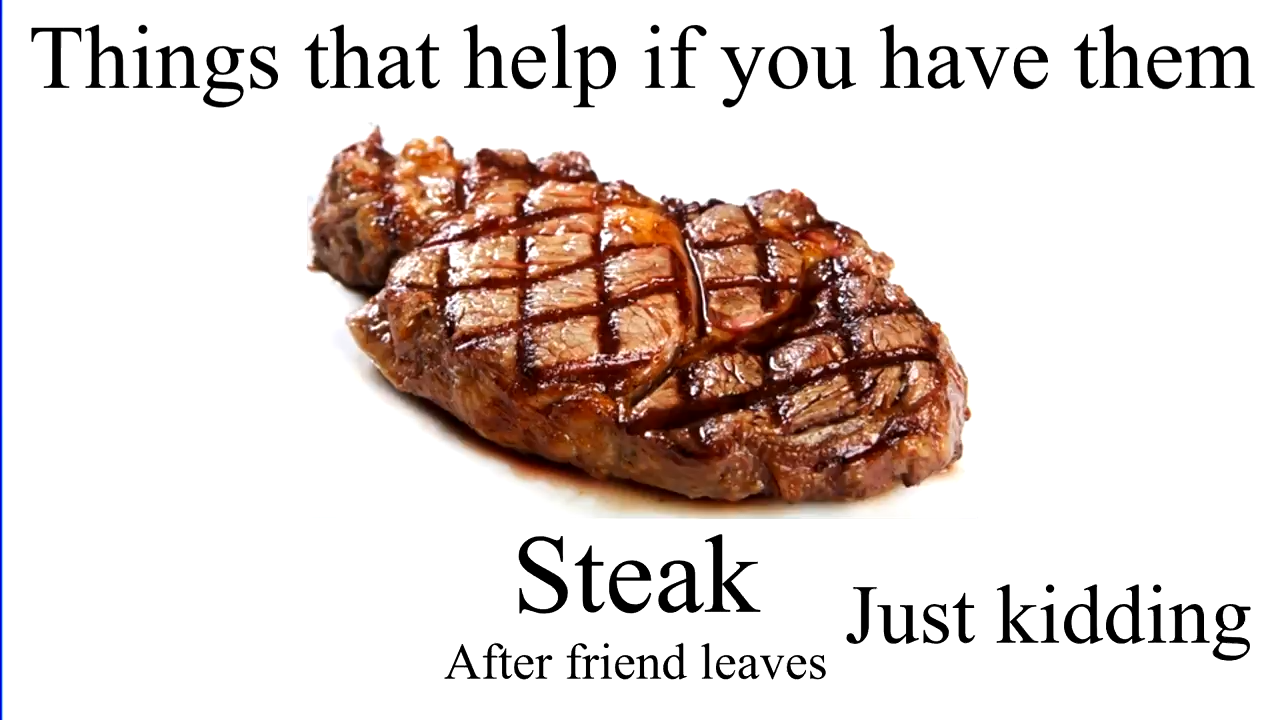 Things that help if you have them
Steak
Just kidding
After friend leaves